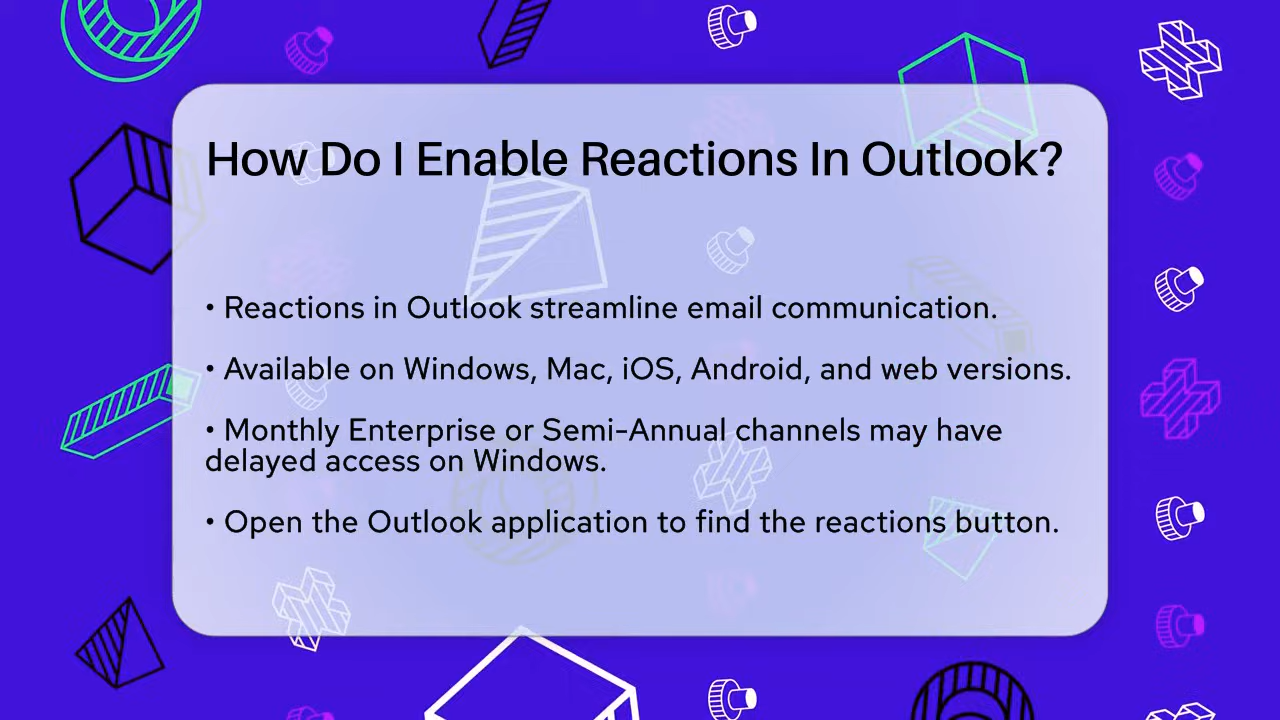 How Do I Enable Reactions In Outlook?
• Reactions in Outlook streamline email communication.
• Available on Windows, Mac, iOS, Android, and web versions.
• Monthly Enterprise or Semi-Annual channels may have
delayed access on Windows.
• Open the Outlook application to find the reactions button.